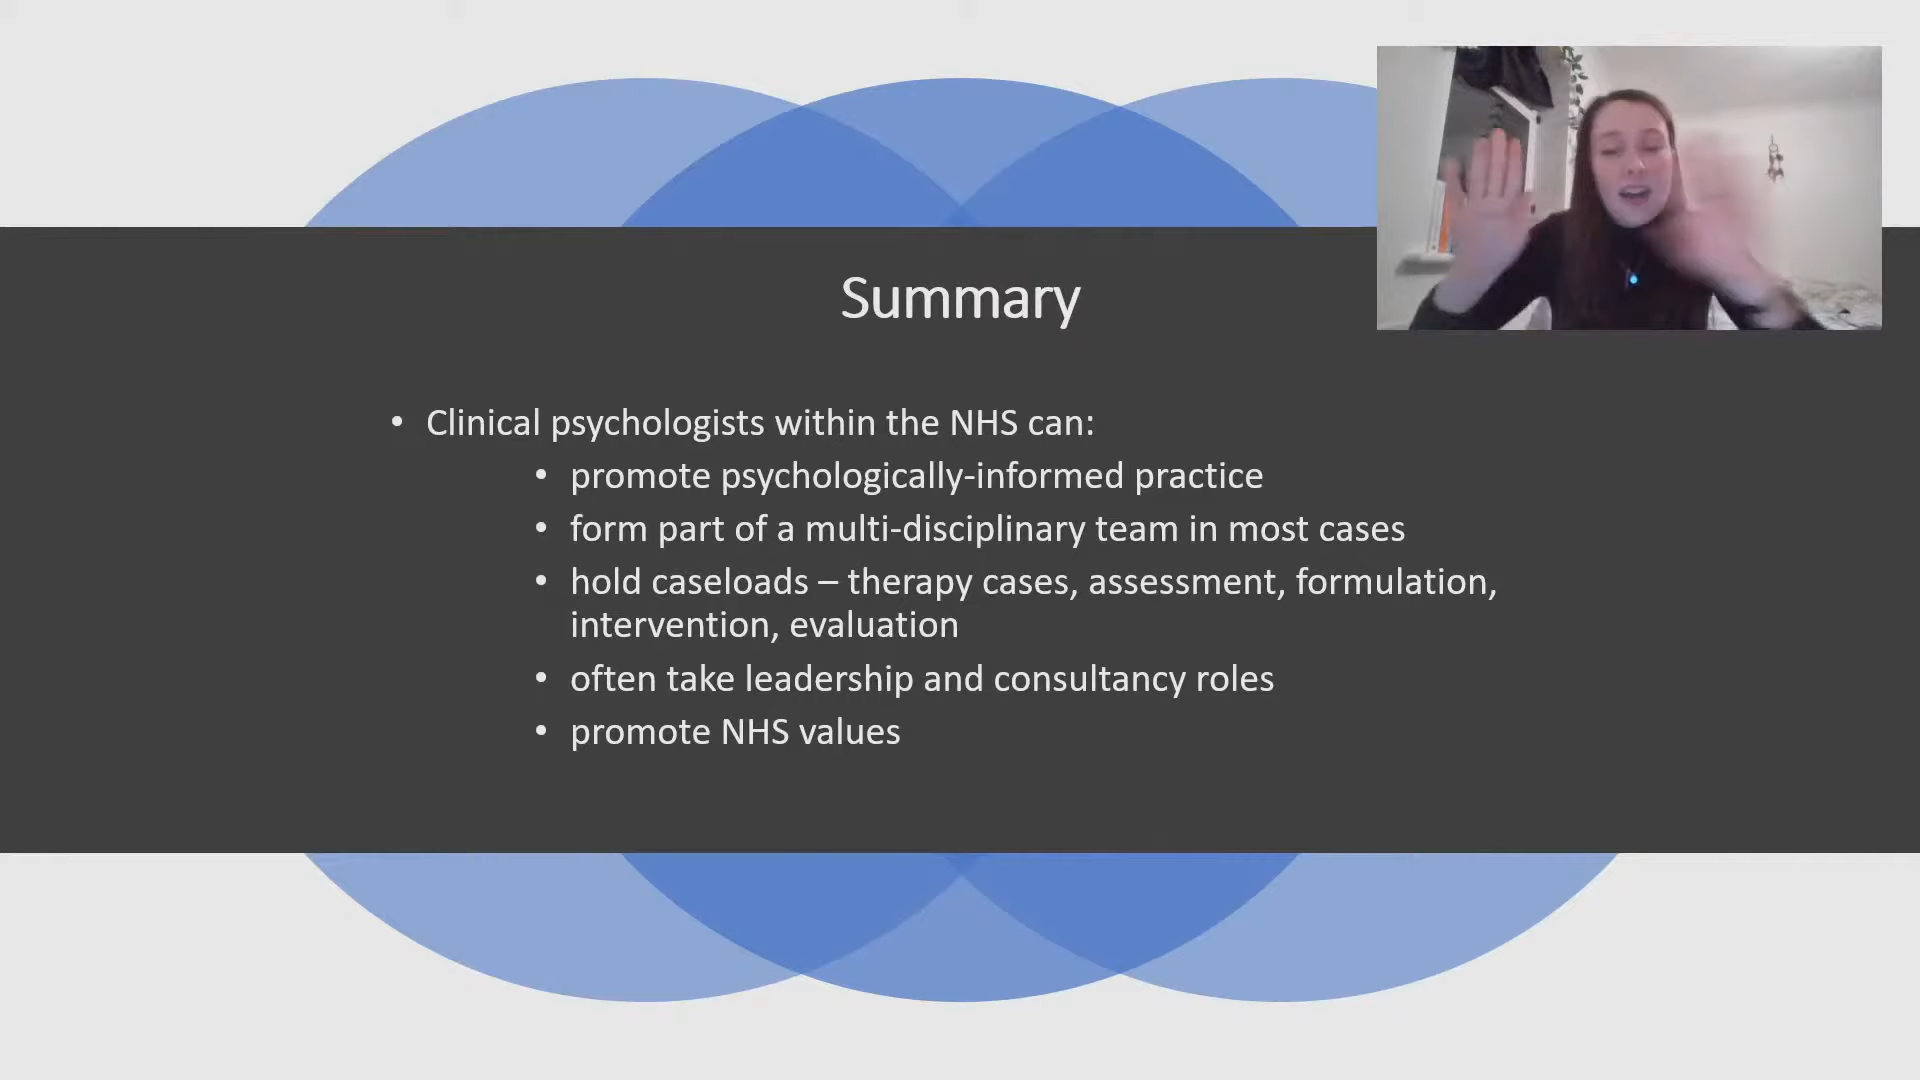 Summary
• Clinical psychologists within the NHS can:
• promote psychologically-informed practice
• form part of a multi-disciplinary team in most cases
• hold caseloads – therapy cases, assessment, formulation,
intervention, evaluation
• often take leadership and consultancy roles
• promote NHS values